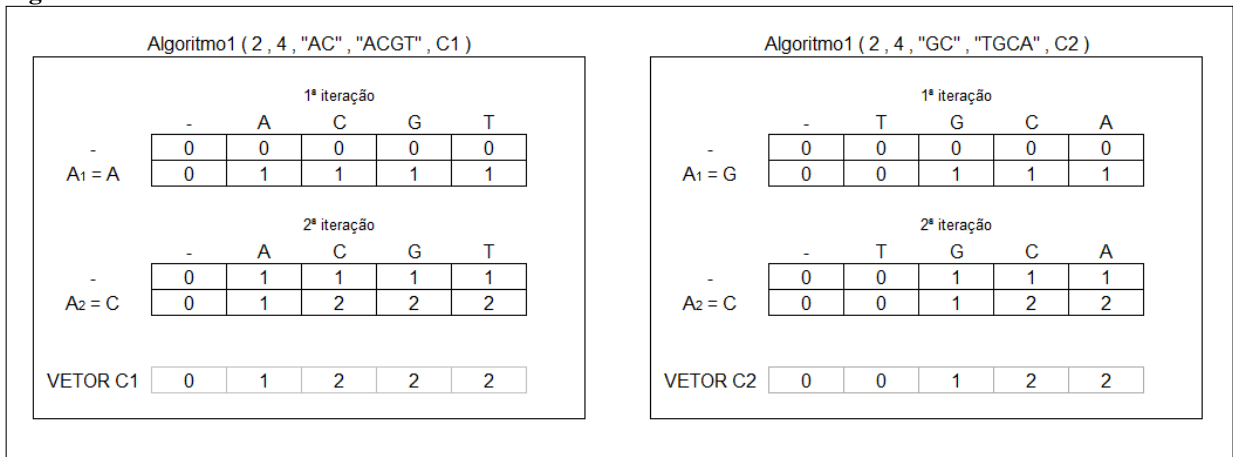 Algoritmo1 ( 2 , 4 , "AC" , "ACGT" , C1 )
1ª iteração
- A C G T
- 0 0 0 0 0
A1 = A 0 1 1 1 1
2ª iteração
- A C G T
- 0 1 1 1 1
A2 = C 0 1 2 2 2
VETOR C1 0 1 2 2 2
Algoritmo1 ( 2 , 4 , "GC" , "TGCA" , C2 )
1ª iteração
- T G C A
- 0 0 0 0 0
A1 = G 0 0 1 1 1
2ª iteração
- T G C A
- 0 0 1 1 1
A2 = C 0 0 1 2 2
VETOR C2 0 0 1 2 2